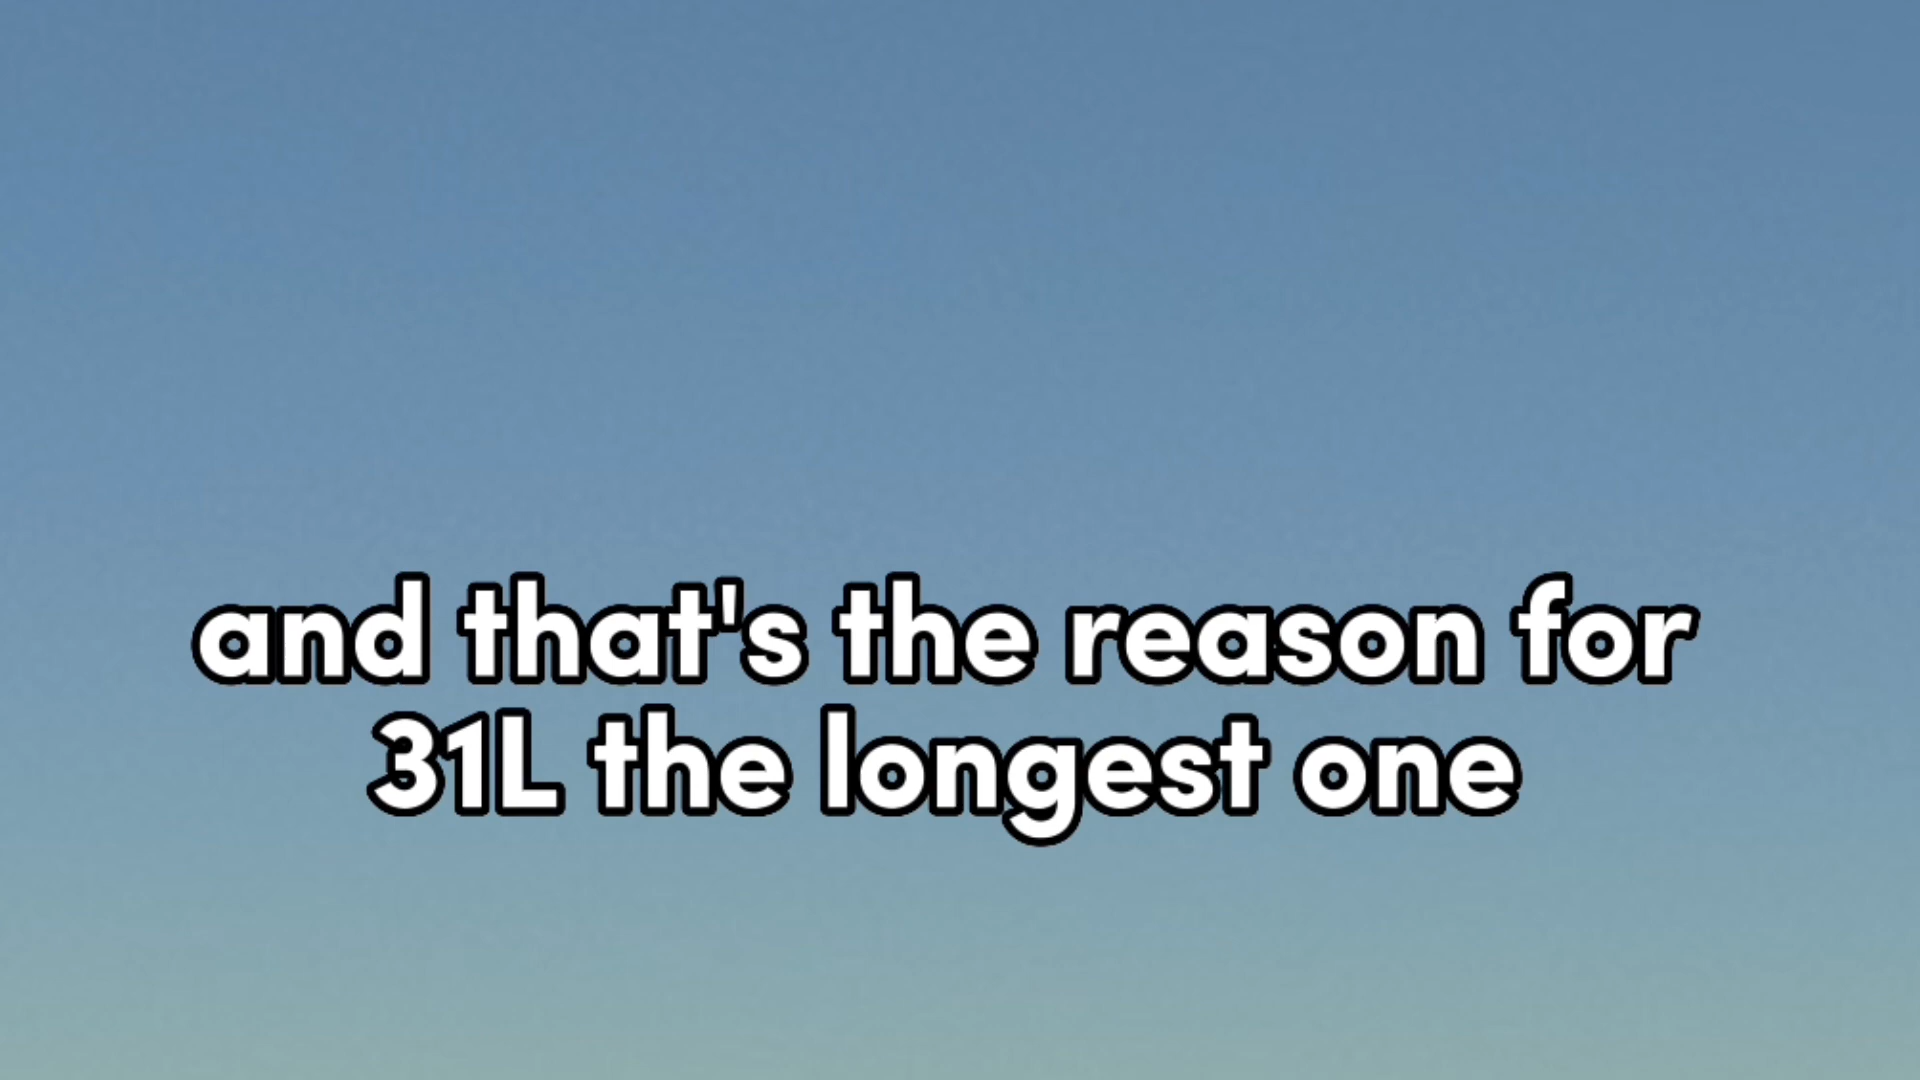 and that's the reason for
31L the longest one